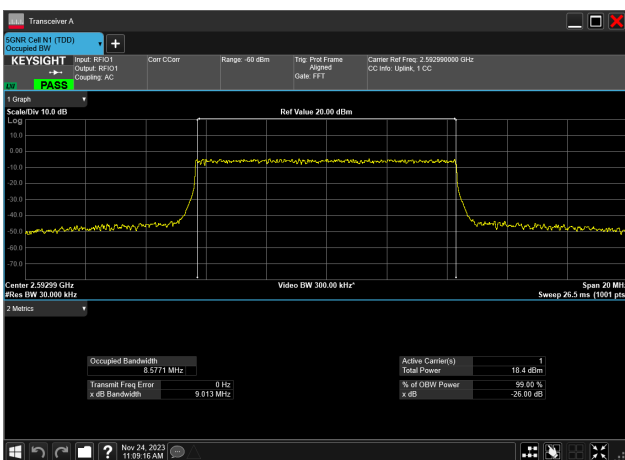 Transceiver A
5GNR Cell N1 (TDD)
Occupied BW
KEYSIGHT
LXI
PASS
Input: RFIO1
Output: RFIO1
Coupling: AC
Corr CCorr
Range: -60 dBm
Trig: Prot Frame
Aligned
Gate: FFT
Carrier Ref Freq: 2.592990000 GHz
CC Info: Uplink, 1 CC
1 Graph
Scale/Div 10.0 dB
Ref Value 20.00 dBm
Log
10.0
0.00
-10.0
-20.0
-30.0
-40.0
-50.0
-60.0
-70.0
Center 2.59299 GHz
Video BW 300.00 kHz*
Span 20 MHz
#Res BW 30.000 kHz
Sweep 26.5 ms (1001 pts
2 Metrics
Occupied Bandwidth
8.5771 MHz
Active Carrier(s) 1
Total Power 18.4 dBm
Transmit Freq Error 0 Hz
x dB Bandwidth 9.013 MHz
% of OBW Power 99.00 %
x dB -26.00 dB
Nov 24, 2023
11:09:16 AM